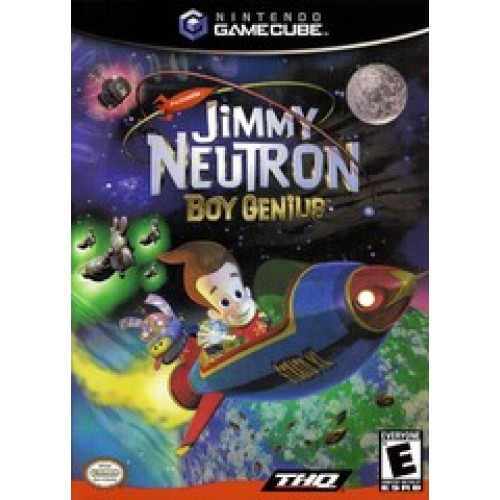 NINTENDO
GAMECUBE
JIMMY
NEUTRON
BOY GENIUS
EVERYONE
E
ESRB
THQ